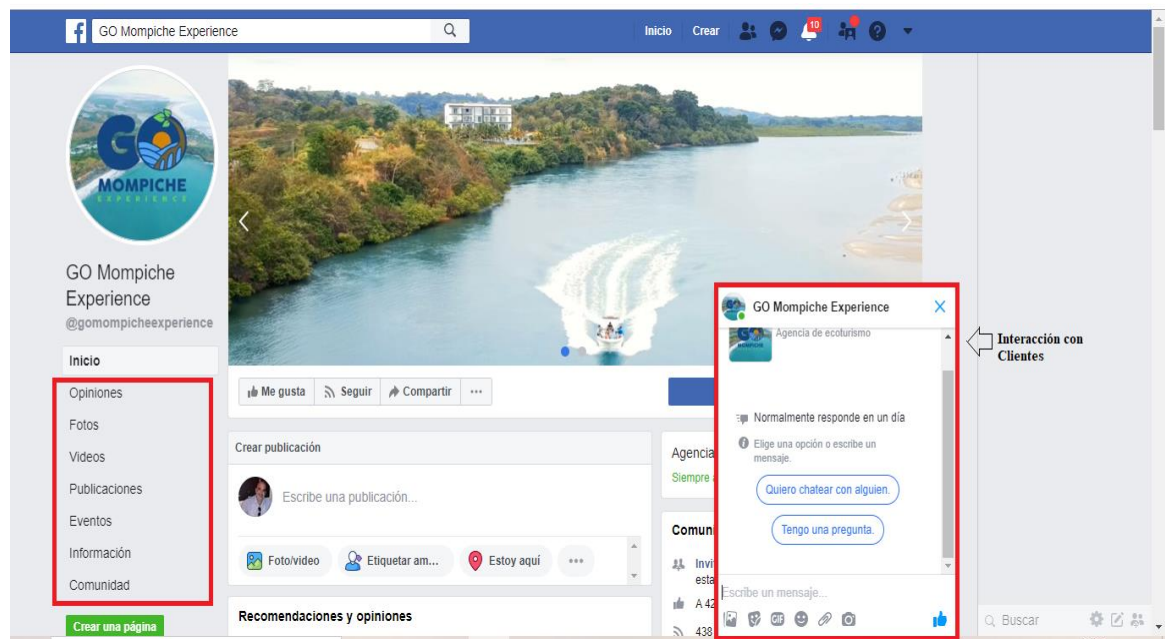 GO Mompiche Experience
Inicio Crear 10
GO
MOMPICHE
EXPERIENCE
GO Mompiche
Experience
@gomompicheexperience
Inicio
Opiniones
Fotos
Videos
Publicaciones
Eventos
Información
Comunidad
Crear una página
Me gusta Seguir Compartir ...
Crear publicación
Escribe una publicación...
Foto/video Etiquetar am... Estoy aquí ...
Recomendaciones y opiniones
Agencia
Siempre
Comuni
Invi
esta
A 42
438
GO Mompiche Experience
GO
MOMPICHE
Agencia de ecoturismo
Normalmente responde en un día
Elige una opción o escribe un
mensaje.
Quiero chatear con alguien.
Tengo una pregunta.
Escribe un mensaje...
GIF
Interacción con
Clientes
Buscar